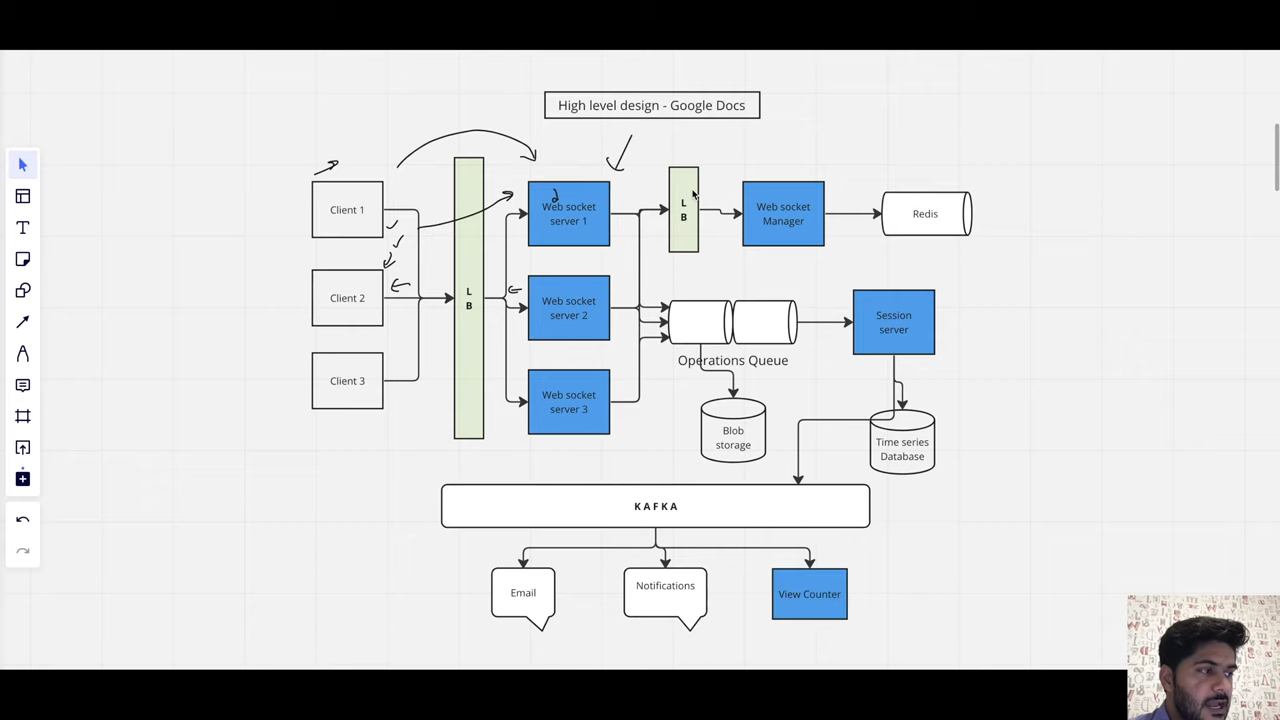 High level design - Google Docs
Client 1
Client 2
Client 3
L
B
Web socket
server 1
Web socket
server 2
Web socket
server 3
L
B
Web socket
Manager
Redis
Operations Queue
Session
server
Blob
storage
Time series
Database
KAFKA
Email
Notifications
View Counter